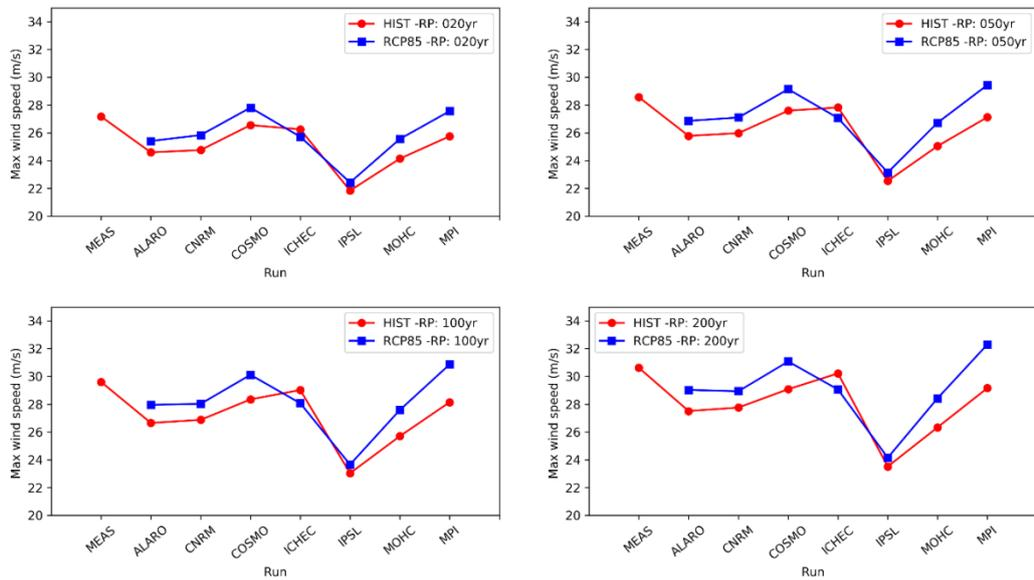 HIST -RP: 020yr
RCP85 -RP: 020yr
Max wind speed (m/s)
34
32
30
28
26
24
22
20
MEAS
ALARO
CNRM
COSMO
ICHEC
IPSL
MOHC
MPI
Run
HIST -RP: 050yr
RCP85 -RP: 050yr
Max wind speed (m/s)
34
32
30
28
26
24
22
20
MEAS
ALARO
CNRM
COSMO
ICHEC
IPSL
MOHC
MPI
Run
HIST -RP: 100yr
RCP85 -RP: 100yr
Max wind speed (m/s)
34
32
30
28
26
24
22
20
MEAS
ALARO
CNRM
COSMO
ICHEC
IPSL
MOHC
MPI
Run
HIST -RP: 200yr
RCP85 -RP: 200yr
Max wind speed (m/s)
34
32
30
28
26
24
22
20
MEAS
ALARO
CNRM
COSMO
ICHEC
IPSL
MOHC
MPI
Run